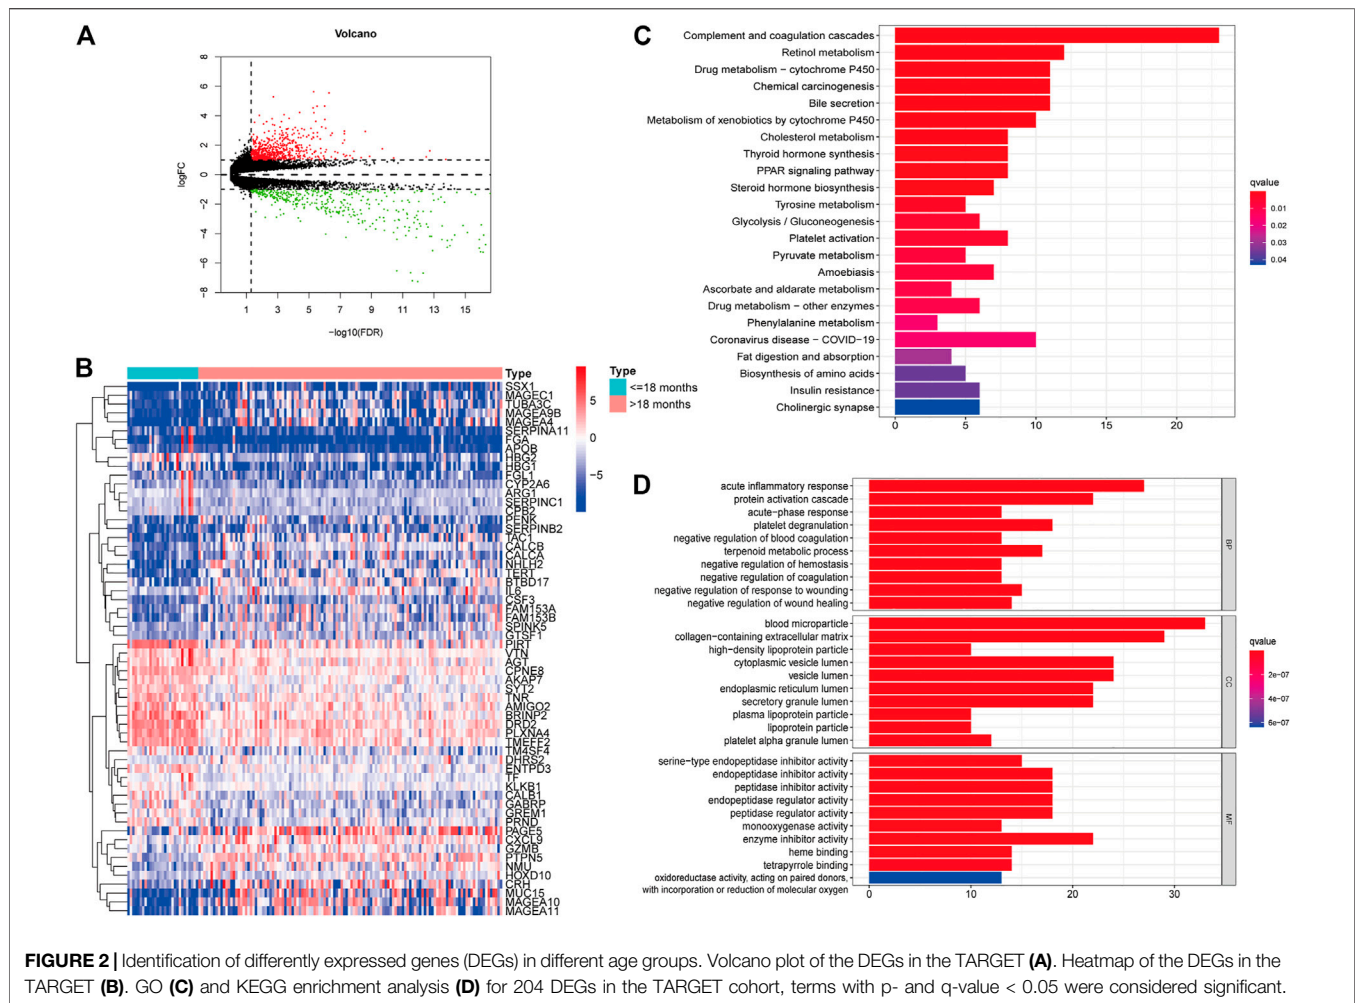 A
Volcano
8
6
4
2
0
−2
−4
−6
−8
logFC
1 3 5 7 9 11 13 15
−log10(FDR)
B
Type
SSX1
MAGEC1
TUBA3C
MAGEA9B
MAGEA4
SERPINA11
FGA
APOB
HBG2
HBG1
FGL1
CYP2A6
ARG1
SERPINC1
CPB2
PENK
SERPINB2
TAC1
CALCB
CALCA
NHLH2
TERT
BTBD17
IL6
CSF3
FAM153A
FAM153B
SPINK5
GTSF1
PIRT
VTN
AGT
CPNE8
AKAP7
SYT2
TNR
AMIGO2
BRINP2
DRD2
PLXNA4
TMEFF2
TM4SF4
DHRS2
ENTPD3
TF
KLKB1
CALB1
GABRP
GREM1
PRND
PAGE5
CXCL9
GZMB
PTPN5
NMU
HOXD10
CRH
MUC15
MAGEA10
MAGEA11
5
0
−5
Type
<=18 months
>18 months
C
Complement and coagulation cascades
Retinol metabolism
Drug metabolism − cytochrome P450
Chemical carcinogenesis
Bile secretion
Metabolism of xenobiotics by cytochrome P450
Cholesterol metabolism
Thyroid hormone synthesis
PPAR signaling pathway
Steroid hormone biosynthesis
Tyrosine metabolism
Glycolysis / Gluconeogenesis
Platelet activation
Pyruvate metabolism
Amoebiasis
Ascorbate and aldarate metabolism
Drug metabolism − other enzymes
Phenylalanine metabolism
Coronavirus disease − COVID−19
Fat digestion and absorption
Biosynthesis of amino acids
Insulin resistance
Cholinergic synapse
0 5 10 15 20
qvalue
0.01
0.02
0.03
0.04
D
acute inflammatory response
protein activation cascade
acute−phase response
platelet degranulation
negative regulation of blood coagulation
terpenoid metabolic process
negative regulation of hemostasis
negative regulation of coagulation
negative regulation of response to wounding
negative regulation of wound healing
BP
blood microparticle
collagen−containing extracellular matrix
high−density lipoprotein particle
cytoplasmic vesicle lumen
vesicle lumen
endoplasmic reticulum lumen
secretory granule lumen
plasma lipoprotein particle
lipoprotein particle
platelet alpha granule lumen
CC
serine−type endopeptidase inhibitor activity
endopeptidase inhibitor activity
peptidase inhibitor activity
endopeptidase regulator activity
peptidase regulator activity
monooxygenase activity
enzyme inhibitor activity
heme binding
tetrapyrrole binding
oxidoreductase activity, acting on paired donors,
with incorporation or reduction of molecular oxygen
MF
0 10 20 30
qvalue
2e−07
4e−07
6e−07
FIGURE 2 | Identification of differently expressed genes (DEGs) in different age groups. Volcano plot of the DEGs in the TARGET (A). Heatmap of the DEGs in the
TARGET (B). GO (C) and KEGG enrichment analysis (D) for 204 DEGs in the TARGET cohort, terms with p- and q-value < 0.05 were considered significant.